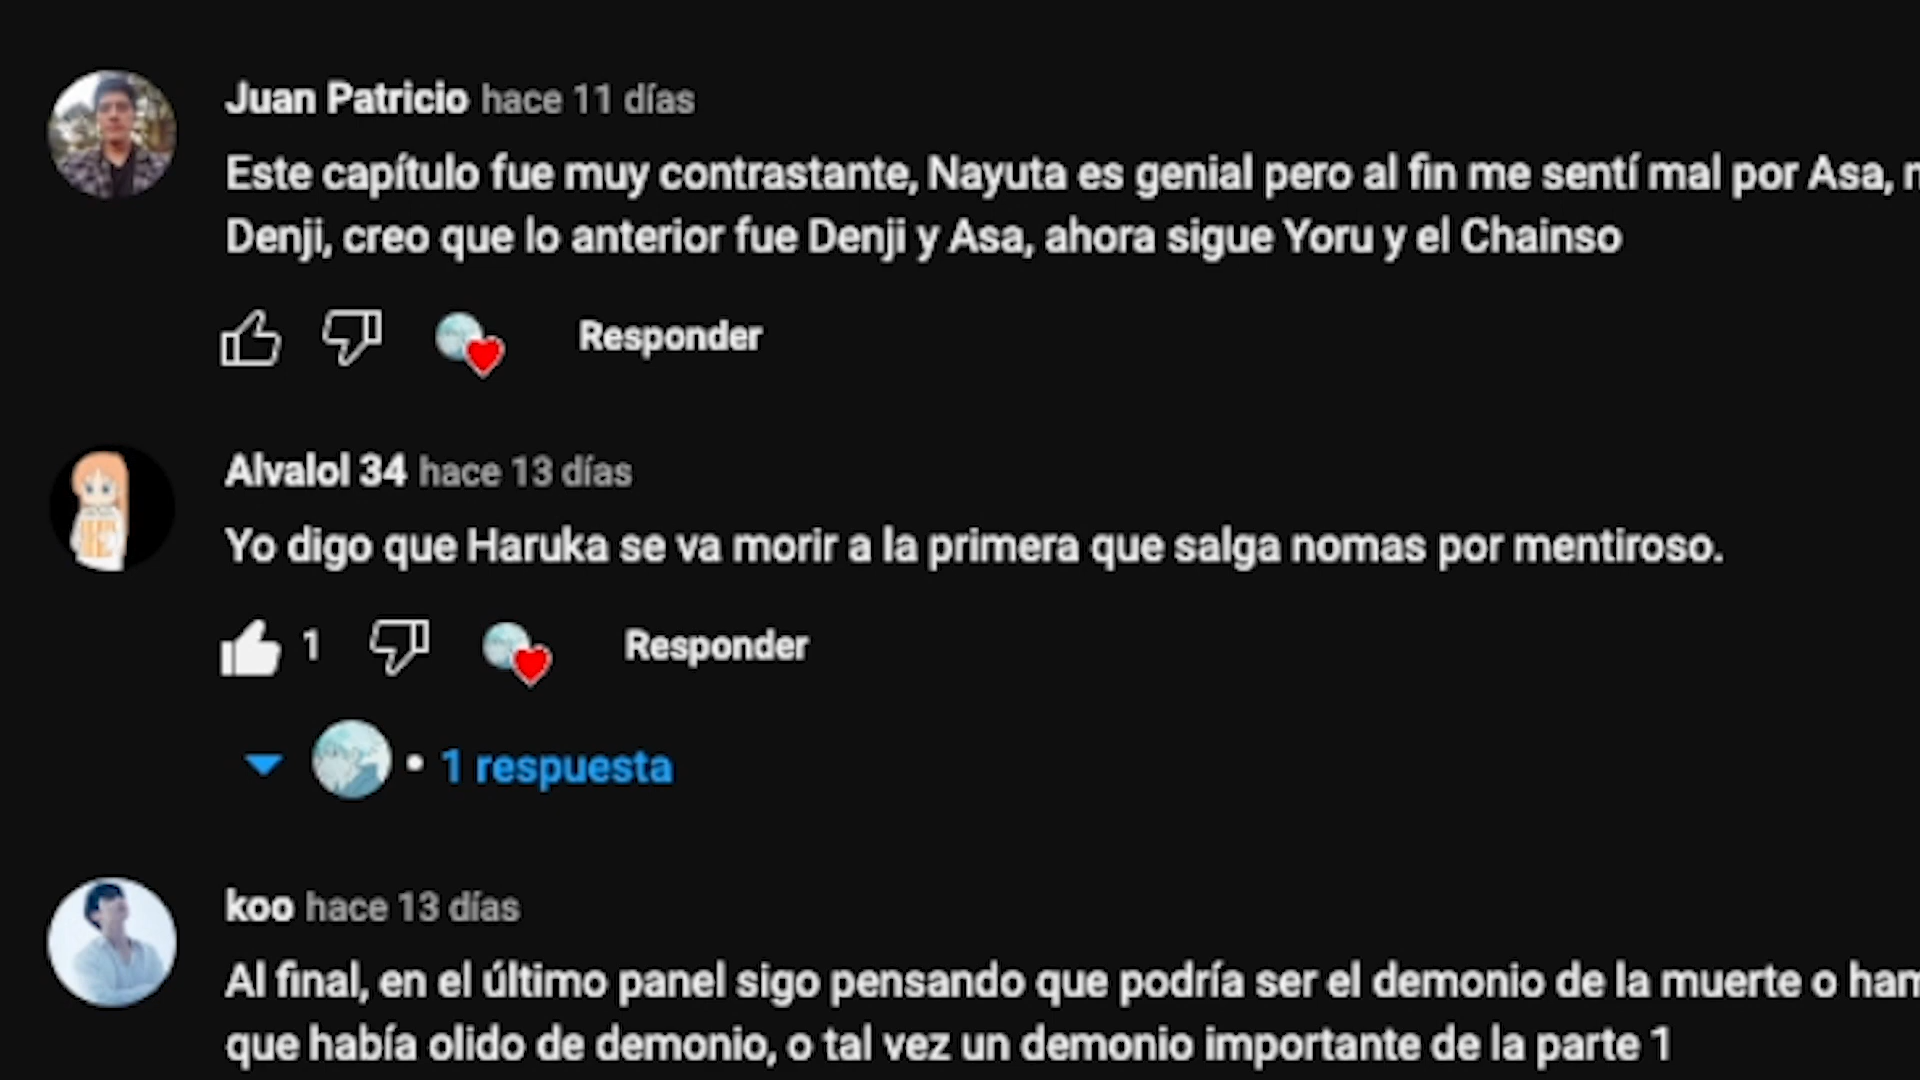 Juan Patricio hace 11 días
Este capítulo fue muy contrastante, Nayuta es genial pero al fin me sentí mal por Asa,
Denji, creo que lo anterior fue Denji y Asa, ahora sigue Yoru y el Chainso
Responder
Alvalol 34 hace 13 días
Yo digo que Haruka se va morir a la primera que salga nomas por mentiroso.
1 Responder
• 1 respuesta
koo hace 13 días
Al final, en el último panel sigo pensando que podría ser el demonio de la muerte o
que había olido de demonio, o tal vez un demonio importante de la parte 1